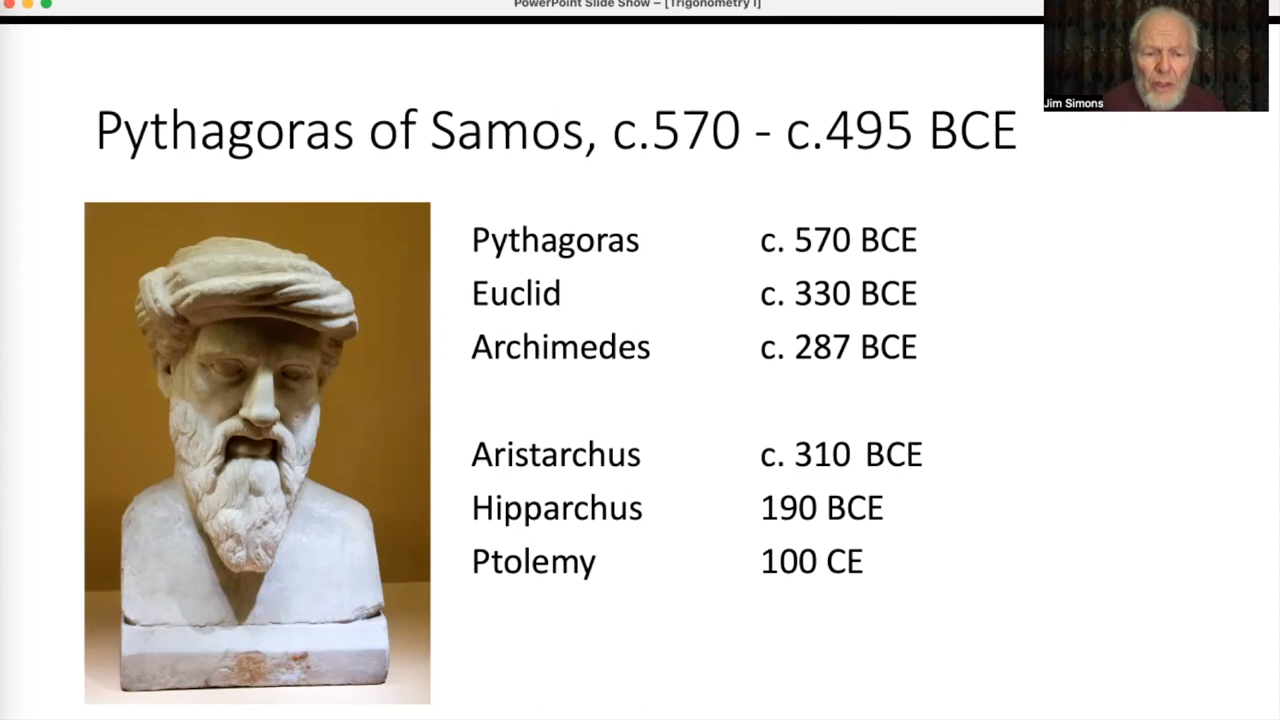 PowerPoint Slide Show – [Trigonometry I]
Jim Simons
Pythagoras of Samos, c.570 - c.495 BCE
Pythagoras c. 570 BCE
Euclid c. 330 BCE
Archimedes c. 287 BCE
Aristarchus c. 310 BCE
Hipparchus 190 BCE
Ptolemy 100 CE